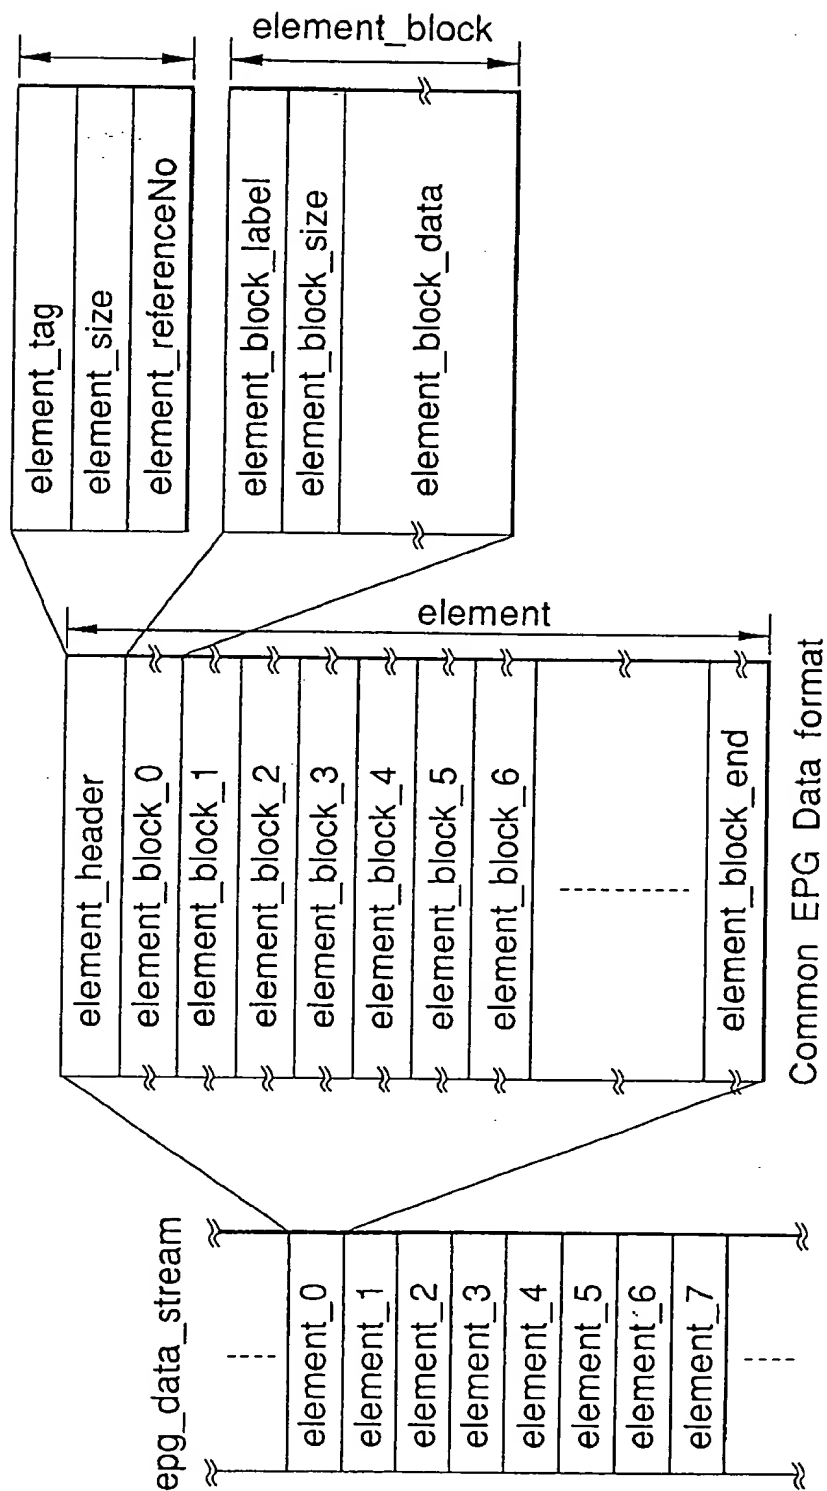 epg_data_stream
element_0
element_1
element_2
element_3
element_4
element_5
element_6
element_7
element_header
element_block_0
element_block_1
element_block_2
element_block_3
element_block_4
element_block_5
element_block_6
element_block_end
element
element_tag
element_size
element_referenceNo
element_block_label
element_block_size
element_block_data
element_block
Common EPG Data format